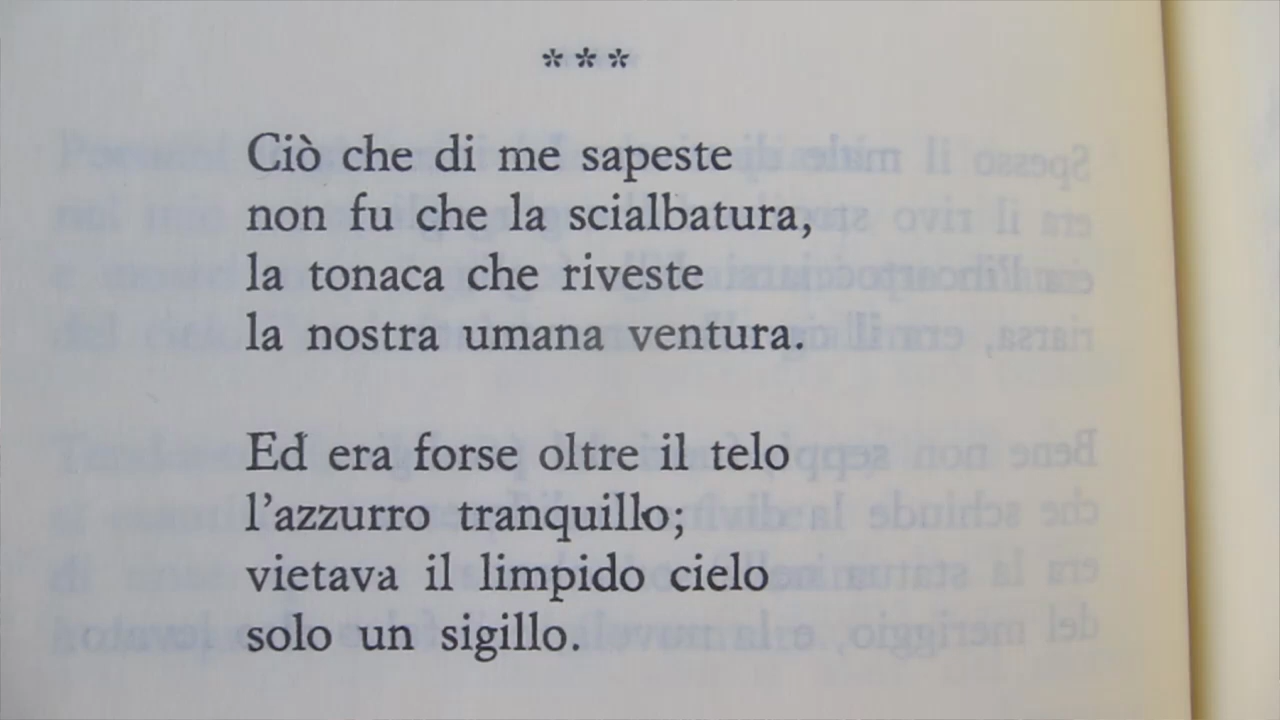 ***
Ciò che di me sapeste
non fu che la scialbatura,
la tonaca che riveste
la nostra umana ventura.
Ed era forse oltre il telo
l'azzurro tranquillo;
vietava il limpido cielo
solo un sigillo.